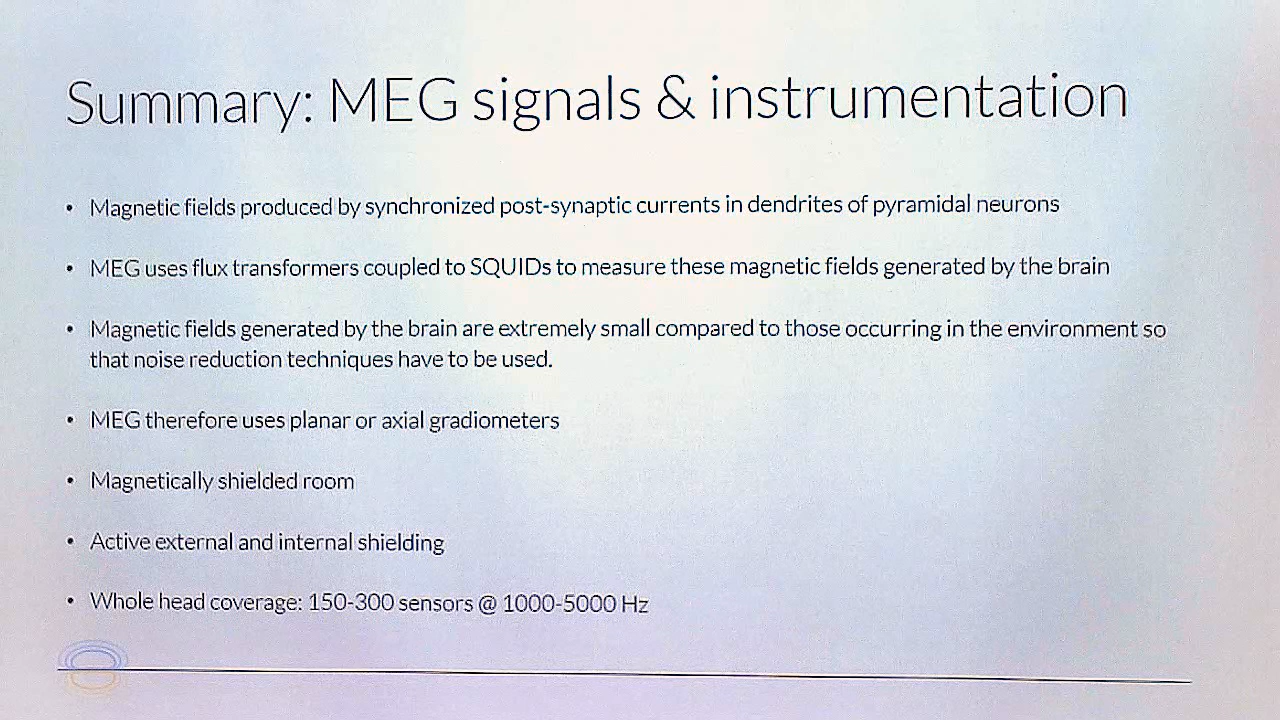 Summary: MEG signals & instrumentation
• Magnetic fields produced by synchronized post-synaptic currents in dendrites of pyramidal neurons
• MEG uses flux transformers coupled to SQUIDs to measure these magnetic fields generated by the brain
• Magnetic fields generated by the brain are extremely small compared to those occurring in the environment so
that noise reduction techniques have to be used.
• MEG therefore uses planar or axial gradiometers
• Magnetically shielded room
• Active external and internal shielding
• Whole head coverage: 150-300 sensors @ 1000-5000 Hz